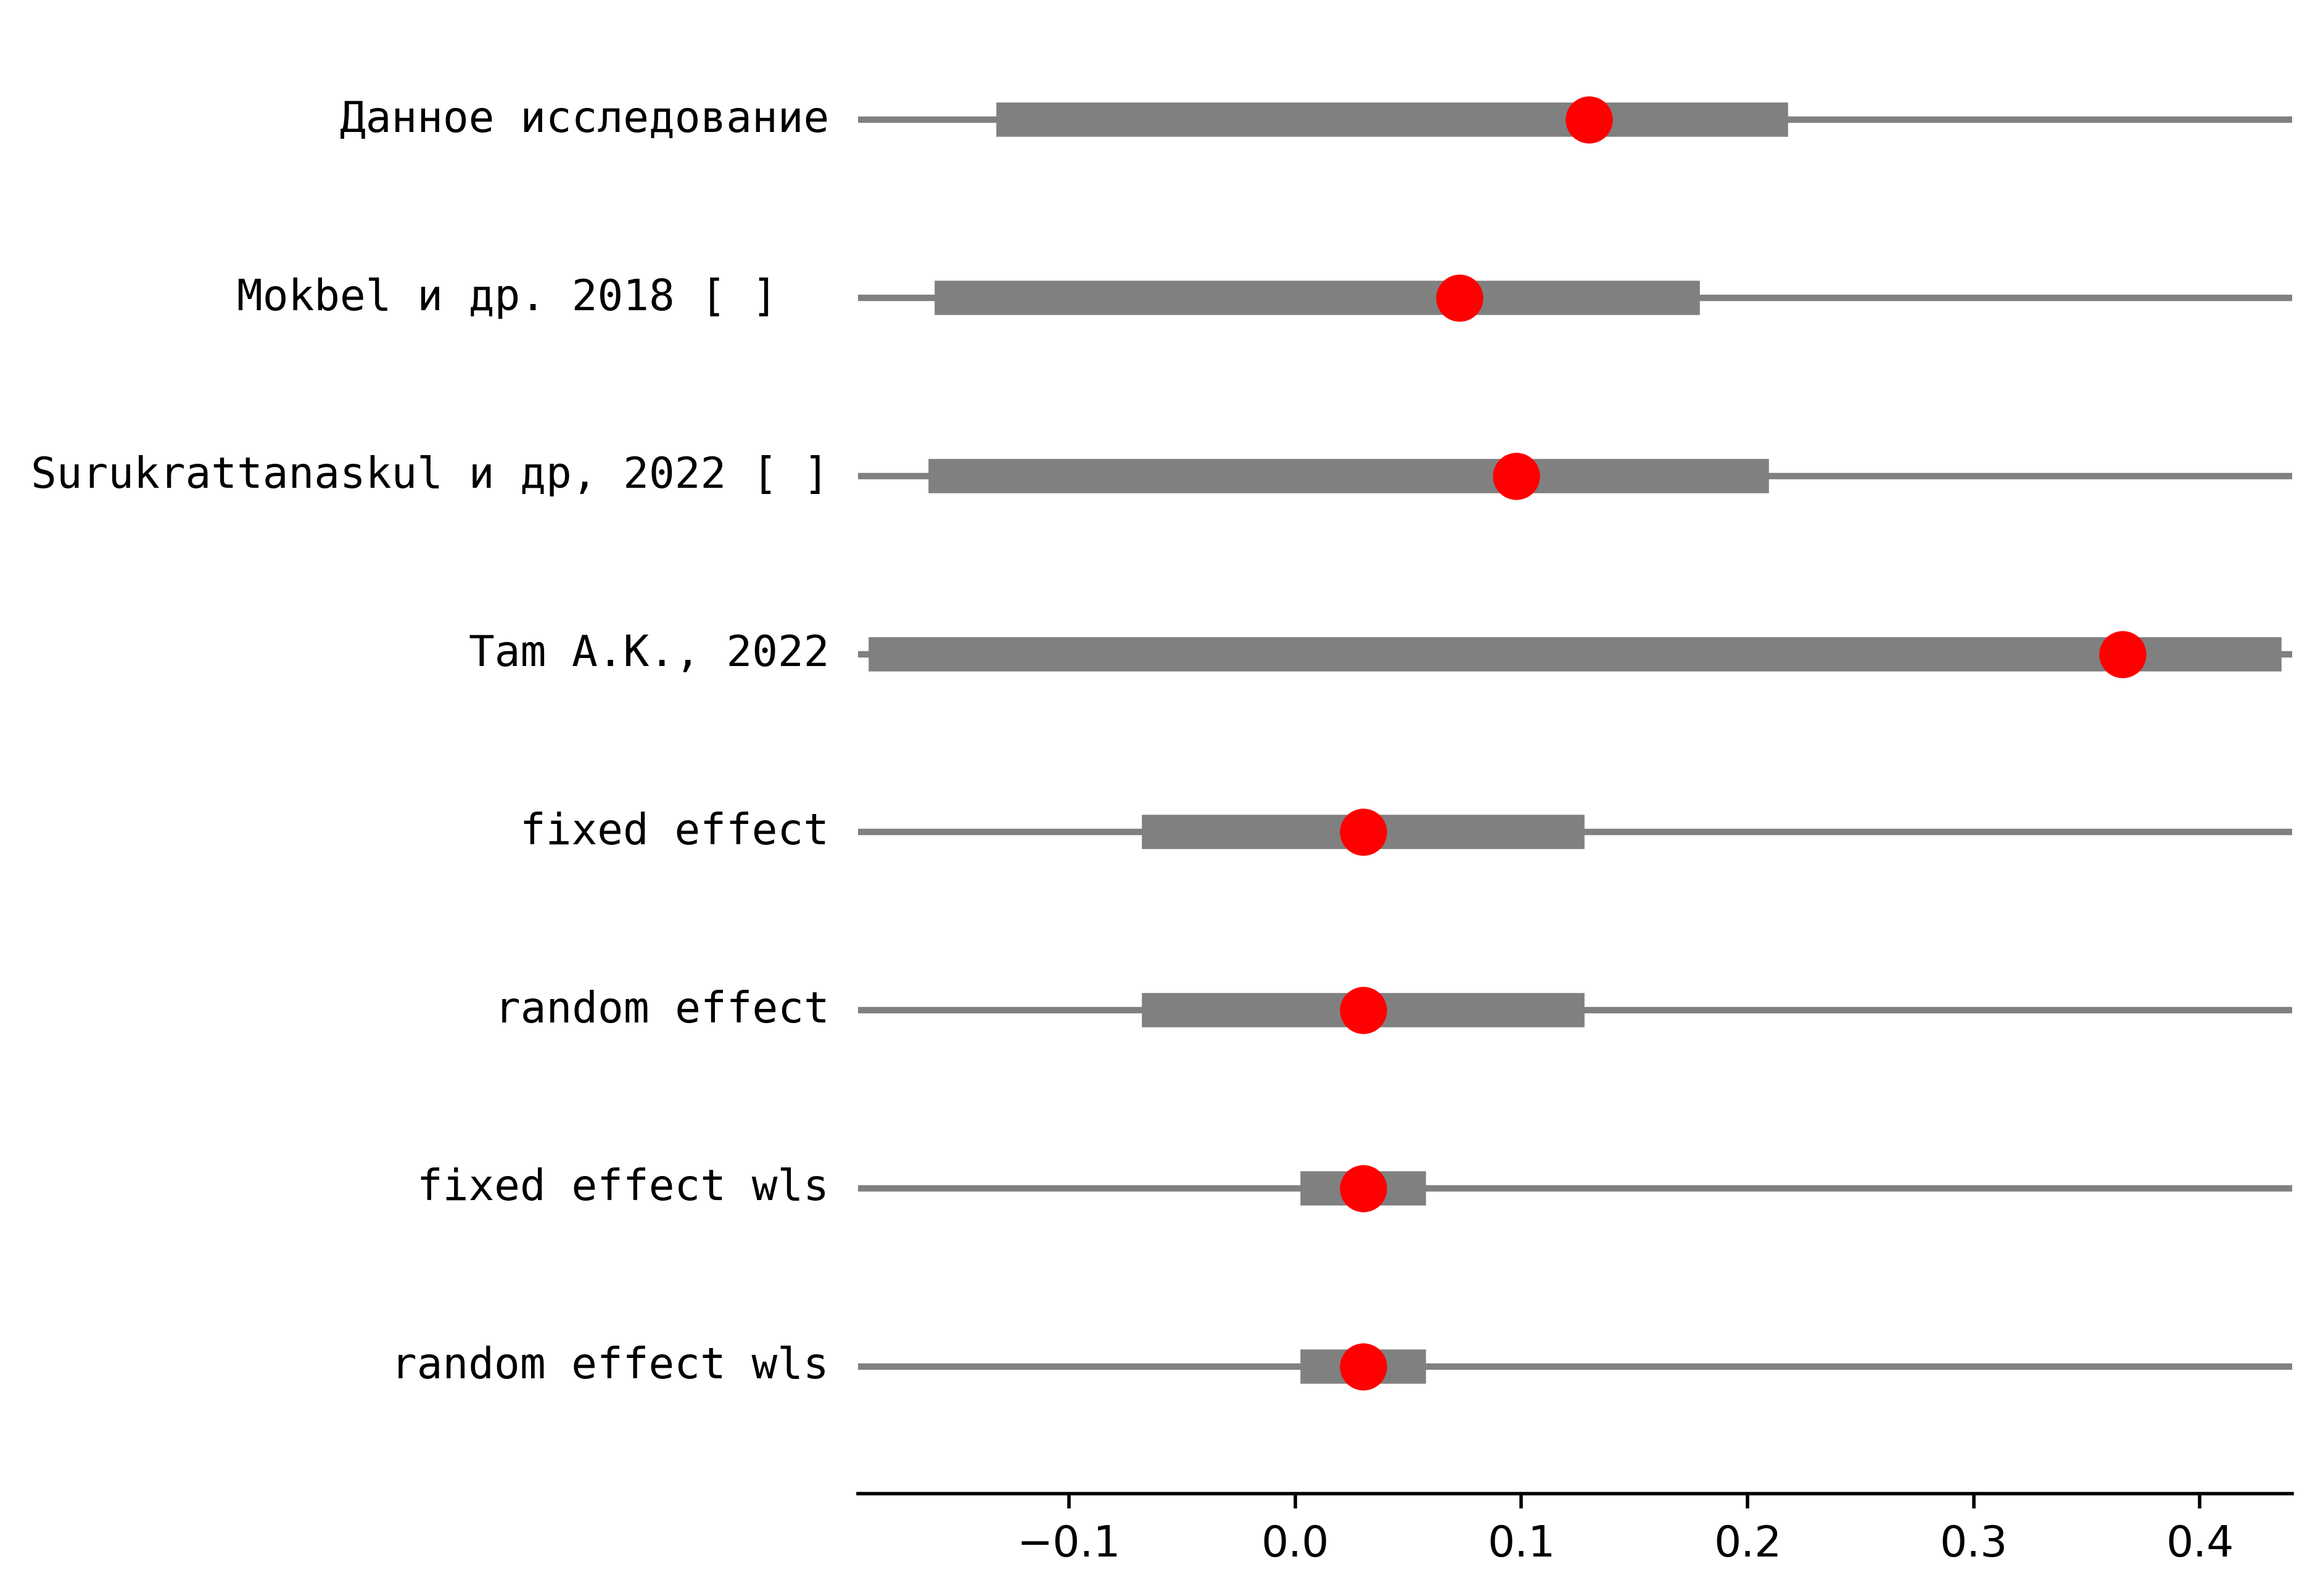 Данное исследование
Mokbel и др. 2018 [ ]
Surukrattanaskul и др, 2022 [ ]
Tam A.K., 2022
fixed effect
random effect
fixed effect wls
random effect wls
−0.1 0.0 0.1 0.2 0.3 0.4